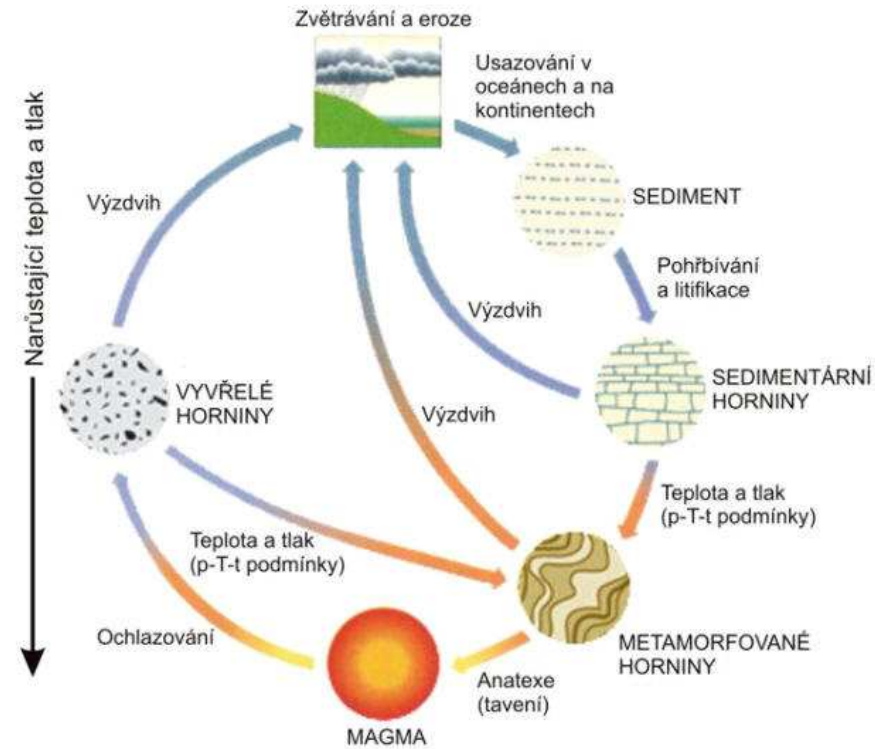 Zvětrávání a eroze
Usazování v
oceánech a na
kontinentech
Narůstající teplota a tlak
Výzdvih
SEDIMENT
Pohřbívání
a litifikace
Výzdvih
VYVŘELÉ
HORNINY
SEDIMENTÁRNÍ
HORNINY
Výzdvih
Teplota a tlak
(p-T-t podmínky)
Teplota a tlak
(p-T-t podmínky)
Ochlazování
METAMORFOVANÉ
HORNINY
Anatexe
(tavení)
MAGMA